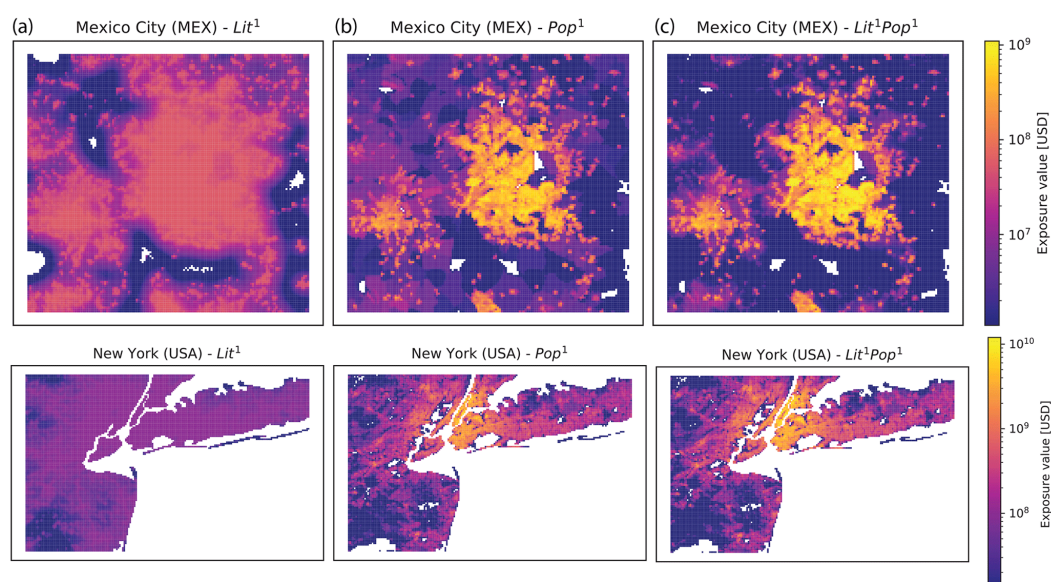 (a) Mexico City (MEX) - Lit¹
(b) Mexico City (MEX) - Pop¹
(c) Mexico City (MEX) - Lit¹Pop¹
10⁹
10⁸
10⁷
Exposure value [USD]
New York (USA) - Lit¹
New York (USA) - Pop¹
New York (USA) - Lit¹Pop¹
10¹⁰
10⁹
10⁸
Exposure value [USD]